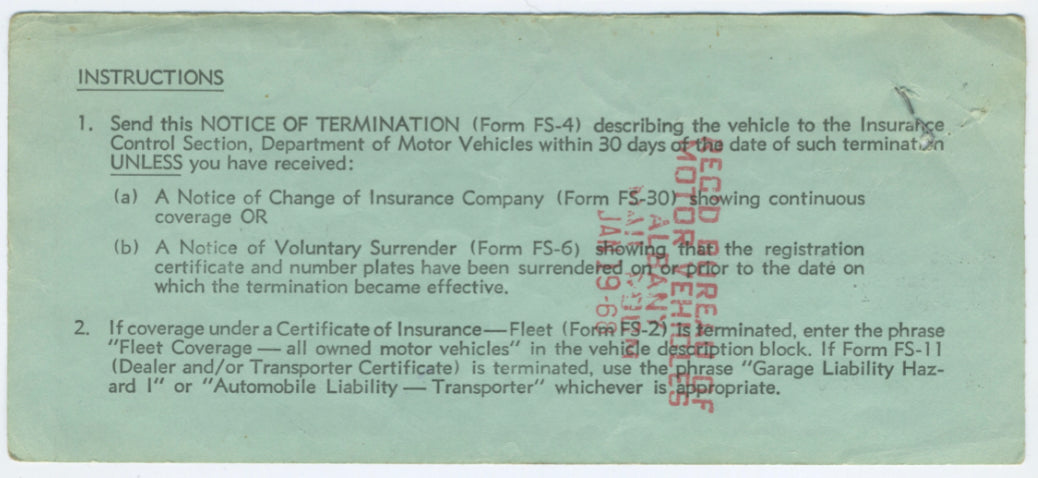 INSTRUCTIONS
1. Send this NOTICE OF TERMINATION (Form FS-4) describing the vehicle to the Insurance
Control Section, Department of Motor Vehicles within 30 days of the date of such termination
UNLESS you have received:
(a) A Notice of Change of Insurance Company (Form FS-30) showing continuous
coverage OR
(b) A Notice of Voluntary Surrender (Form FS-6) showing that the registration
certificate and number plates have been surrendered on or prior to the date on
which the termination became effective.
2. If coverage under a Certificate of Insurance—Fleet (Form FS-2) is terminated, enter the phrase
"Fleet Coverage — all owned motor vehicles" in the vehicle description block. If Form FS-11
(Dealer and/or Transporter Certificate) is terminated, use the phrase "Garage Liability Haz-
ard I" or "Automobile Liability — Transporter" whichever is appropriate.
REC'D BUREAU OF
MOTOR VEHICLES
ALBANY
JAN 19-68